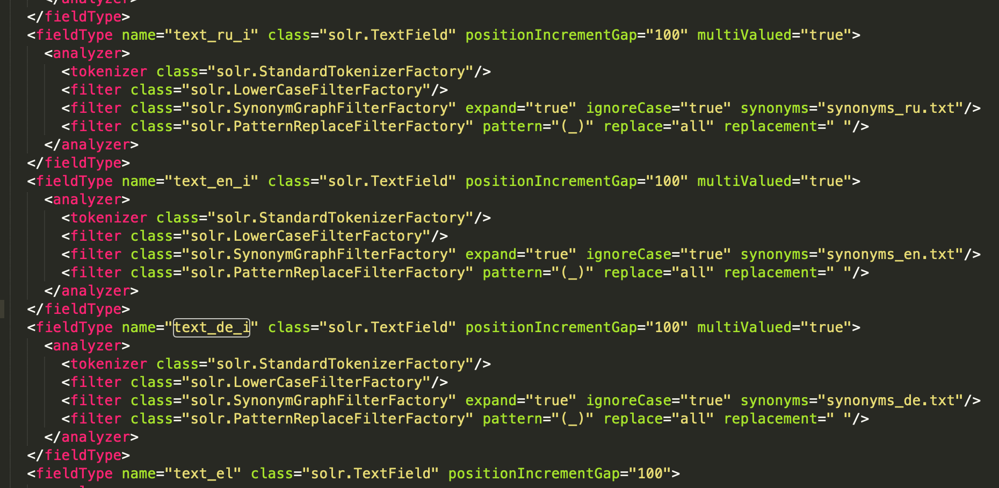 </analyzer>
</fieldType>
<fieldType name="text_ru_i" class="solr.TextField" positionIncrementGap="100" multiValued="true">
<analyzer>
<tokenizer class="solr.StandardTokenizerFactory"/>
<filter class="solr.LowerCaseFilterFactory"/>
<filter class="solr.SynonymGraphFilterFactory" expand="true" ignoreCase="true" synonyms="synonyms_ru.txt"/>
<filter class="solr.PatternReplaceFilterFactory" pattern="(_)" replace="all" replacement=" "/>
</analyzer>
</fieldType>
<fieldType name="text_en_i" class="solr.TextField" positionIncrementGap="100" multiValued="true">
<analyzer>
<tokenizer class="solr.StandardTokenizerFactory"/>
<filter class="solr.LowerCaseFilterFactory"/>
<filter class="solr.SynonymGraphFilterFactory" expand="true" ignoreCase="true" synonyms="synonyms_en.txt"/>
<filter class="solr.PatternReplaceFilterFactory" pattern="(_)" replace="all" replacement=" "/>
</analyzer>
</fieldType>
<fieldType name="text_de_i" class="solr.TextField" positionIncrementGap="100" multiValued="true">
<analyzer>
<tokenizer class="solr.StandardTokenizerFactory"/>
<filter class="solr.LowerCaseFilterFactory"/>
<filter class="solr.SynonymGraphFilterFactory" expand="true" ignoreCase="true" synonyms="synonyms_de.txt"/>
<filter class="solr.PatternReplaceFilterFactory" pattern="(_)" replace="all" replacement=" "/>
</analyzer>
</fieldType>
<fieldType name="text_el" class="solr.TextField" positionIncrementGap="100">